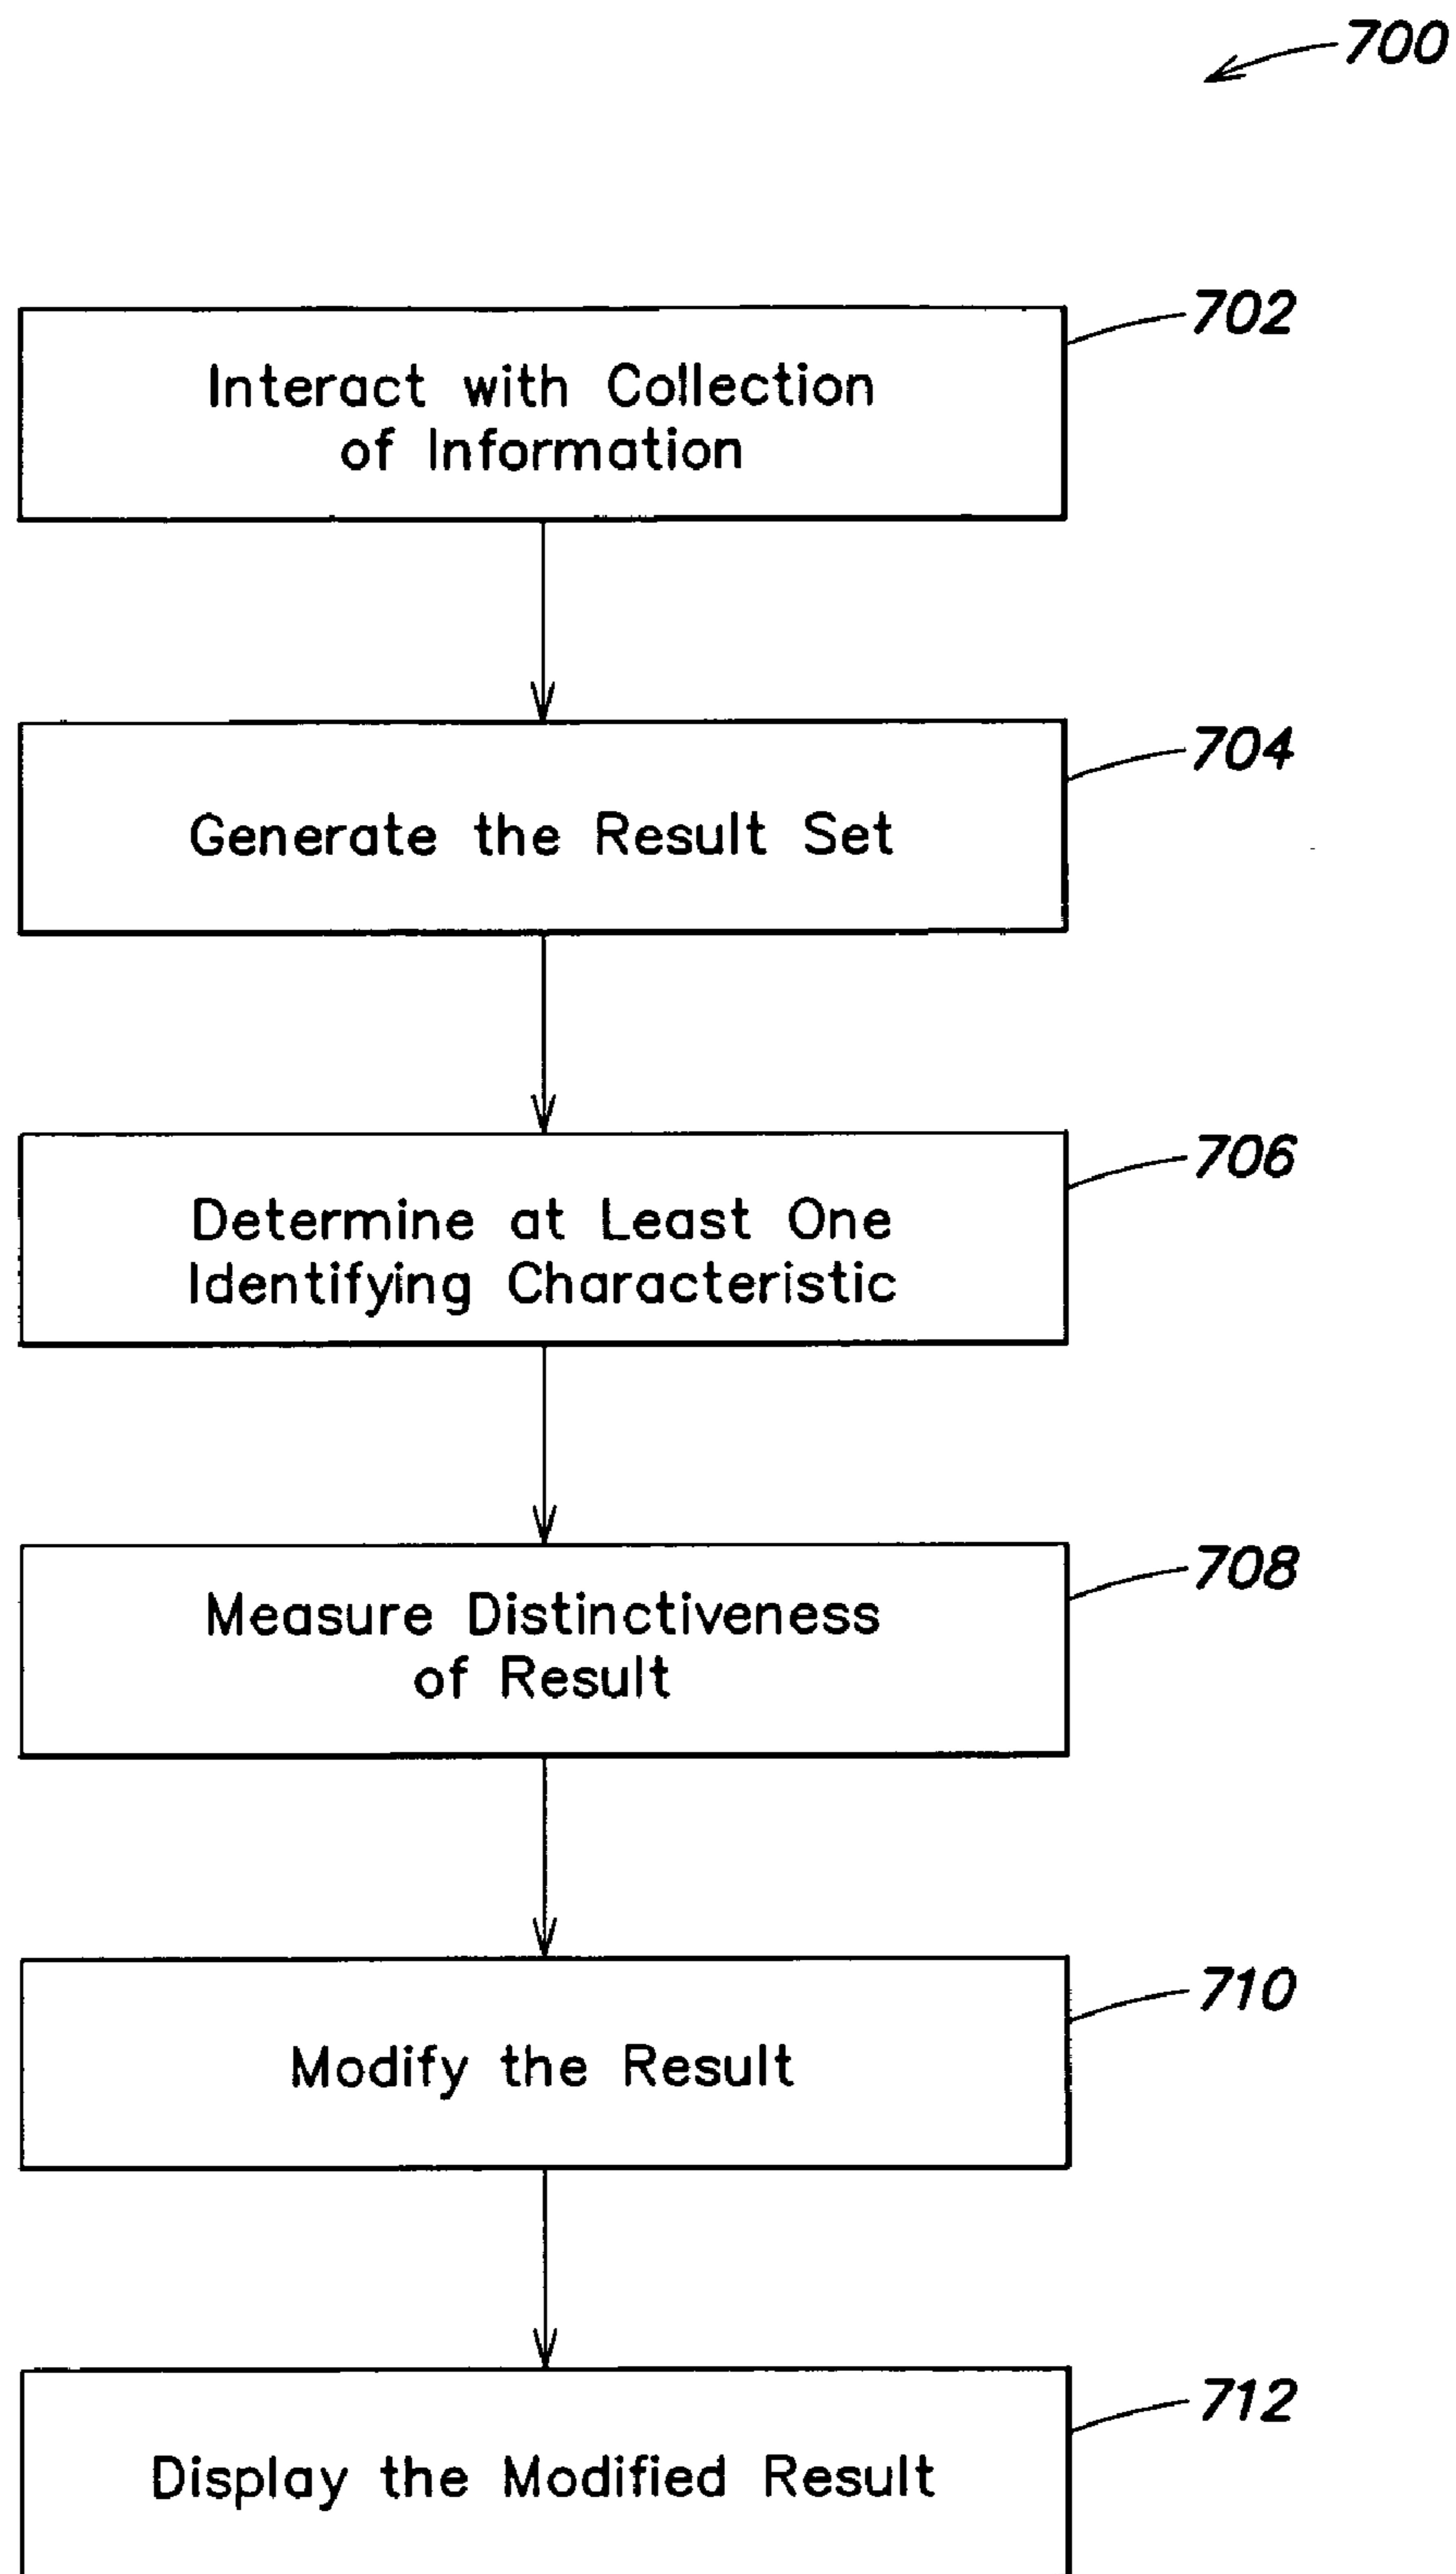 700
702
Interact with Collection
of Information
704
Generate the Result Set
706
Determine at Least One
Identifying Characteristic
708
Measure Distinctiveness
of Result
710
Modify the Result
712
Display the Modified Result